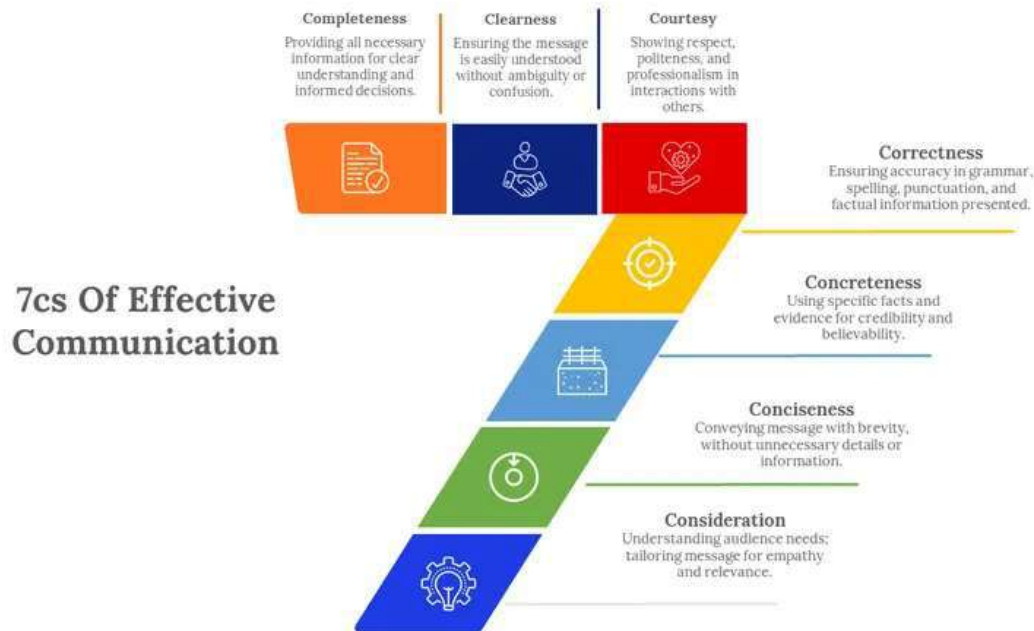 Completeness
Providing all necessary
information for clear
understanding and
informed decisions.
Clearness
Ensuring the message
is easily understood
without ambiguity or
confusion.
Courtesy
Showing respect,
politeness, and
professionalism in
interactions with
others.
Correctness
Ensuring accuracy in grammar,
spelling, punctuation, and
factual information presented.
7cs Of Effective
Communication
Concreteness
Using specific facts and
evidence for credibility and
believability.
Conciseness
Conveying message with brevity,
without unnecessary details or
information.
Consideration
Understanding audience needs;
tailoring message for empathy
and relevance.